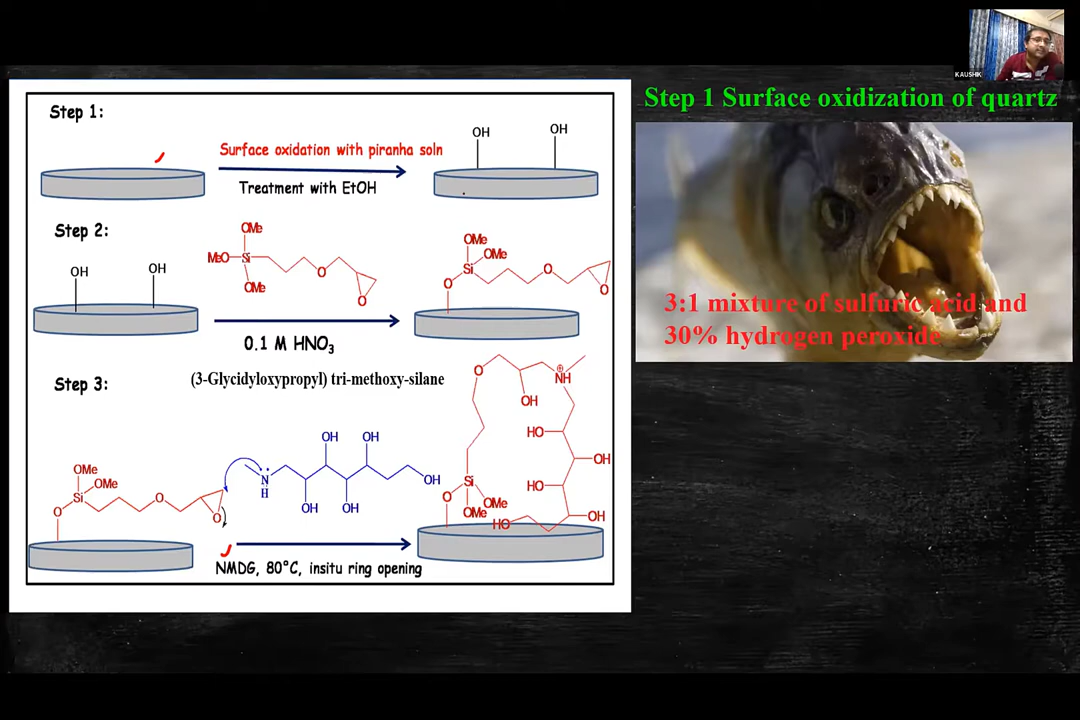 KAUSHIK
Step 1:
Surface oxidation with piranha soln
Treatment with EtOH
OH
OH
Step 2:
OH
OH
OMe
MeO
Si
OMe
O
O
0.1 M HNO3
(3-Glycidyloxypropyl) tri-methoxy-silane
OMe
OMe
Si
O
O
O
Step 3:
OMe
OMe
Si
O
O
O
N
H
OH
OH
OH
OH
OH
NMDG, 80°C, insitu ring opening
O
OH
⊕
NH
HO
OH
HO
OH
HO
Si
O
OMe
OMe
Step 1 Surface oxidization of quartz
3:1 mixture of sulfuric acid and
30% hydrogen peroxide